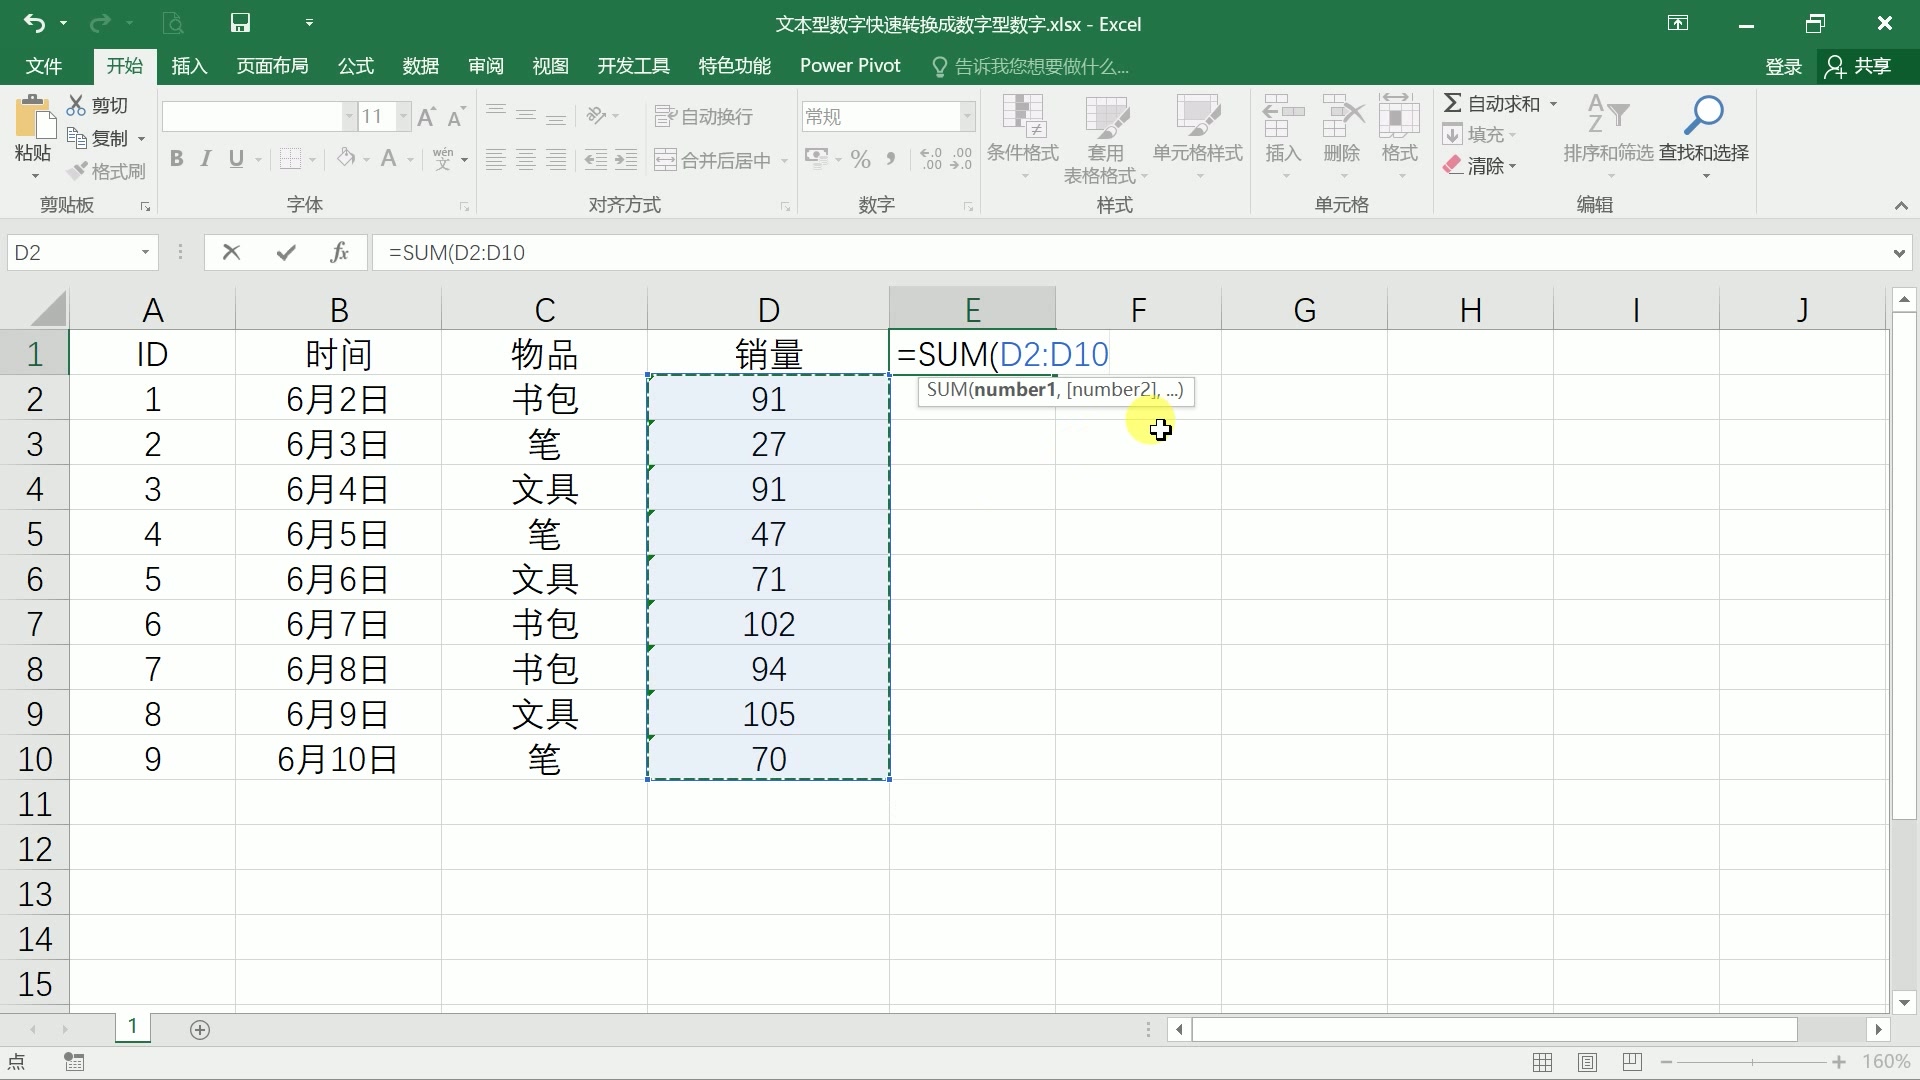 文本型数字快速转换成数字型数字.xlsx - Excel
文件 开始 插入 页面布局 公式 数据 审阅 视图 开发工具 特色功能 Power Pivot 告诉我您想要做什么... 登录 共享
粘贴 剪切 复制 格式刷 剪贴板
11 A A B I U A wén 文 字体
自动换行 合并后居中 对齐方式
常规 % , .0 .00 .00 .0 数字
条件格式 套用 表格格式 单元格样式 样式
插入 删除 格式 单元格
Σ 自动求和 填充 清除 A Z 排序和筛选 查找和选择 编辑
D2 fx =SUM(D2:D10
A B C D E F G H I J
1 ID 时间 物品 销量 =SUM(D2:D10
SUM(number1, [number2], ...)
2 1 6月2日 书包 91
3 2 6月3日 笔 27
4 3 6月4日 文具 91
5 4 6月5日 笔 47
6 5 6月6日 文具 71
7 6 6月7日 书包 102
8 7 6月8日 书包 94
9 8 6月9日 文具 105
10 9 6月10日 笔 70
11
12
13
14
15
1
点 160%